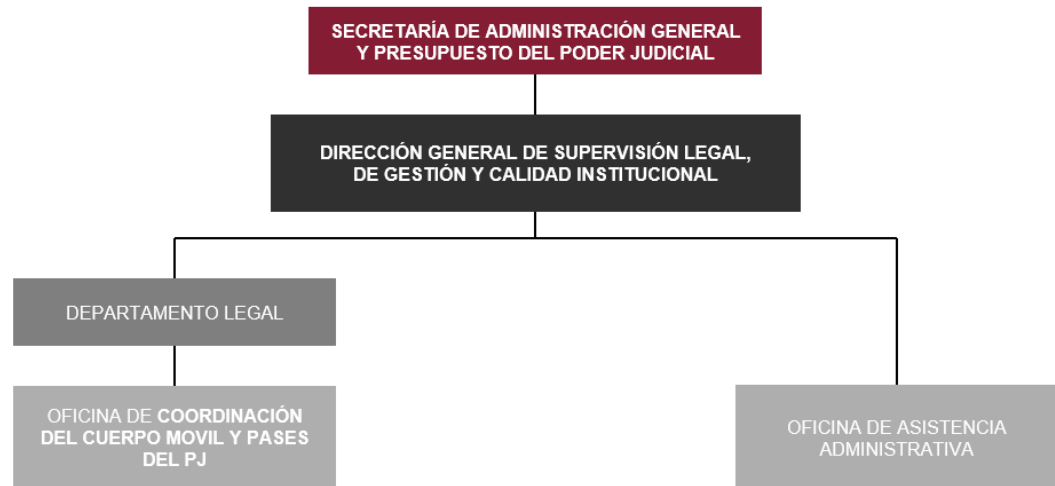 SECRETARÍA DE ADMINISTRACIÓN GENERAL
Y PRESUPUESTO DEL PODER JUDICIAL
DIRECCIÓN GENERAL DE SUPERVISIÓN LEGAL,
DE GESTIÓN Y CALIDAD INSTITUCIONAL
DEPARTAMENTO LEGAL
OFICINA DE COORDINACIÓN
DEL CUERPO MOVIL Y PASES
DEL PJ
OFICINA DE ASISTENCIA
ADMINISTRATIVA